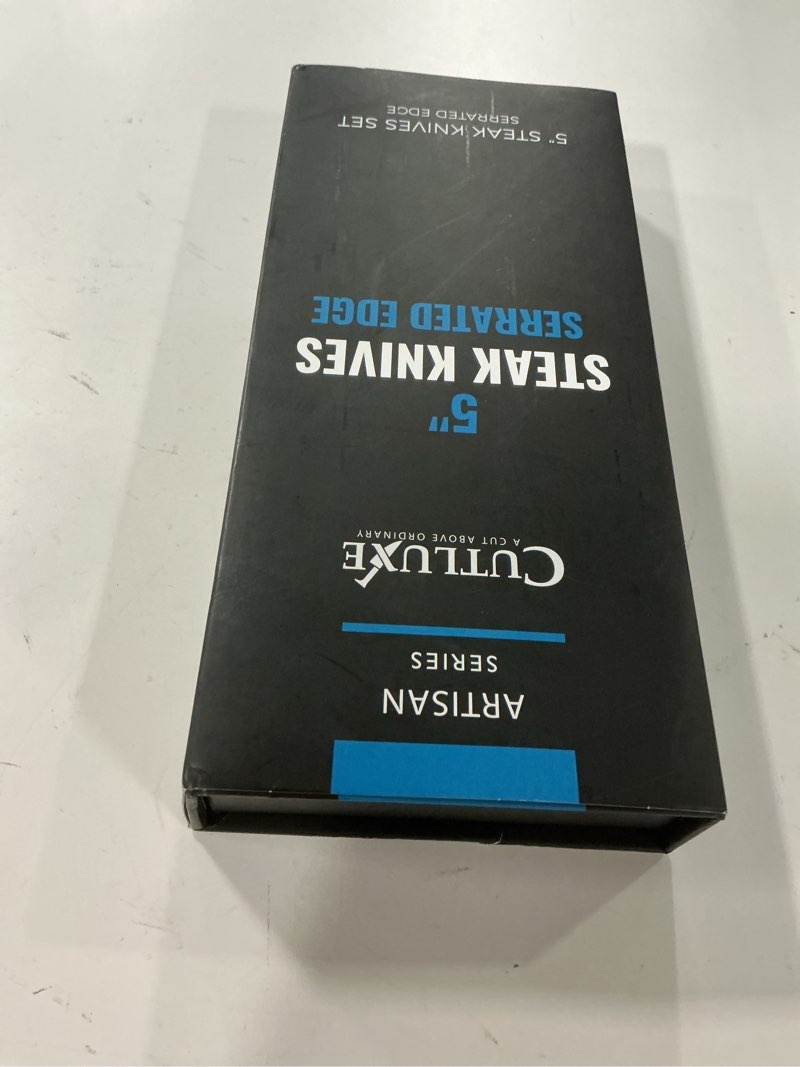 ARTISAN
SERIES
CUTLUXE
A CUT ABOVE ORDINARY
5"
STEAK KNIVES
SERRATED EDGE
5" STEAK KNIVES SET
SERRATED EDGE